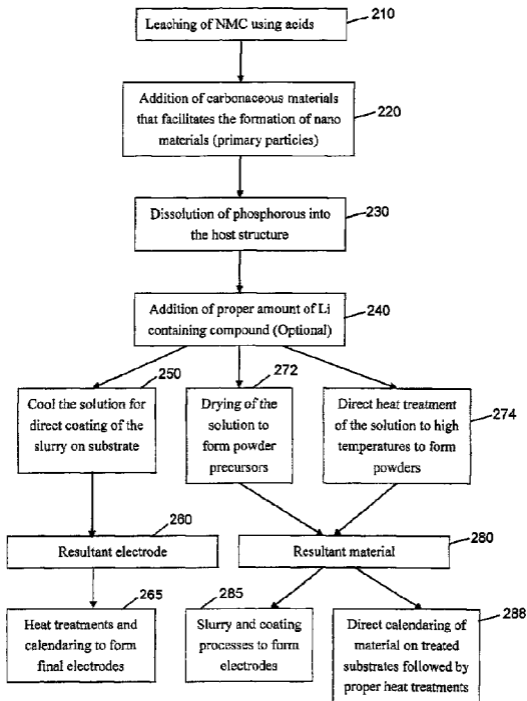 Leaching of NMC using acids
210
Addition of carbonaceous materials
that facilitates the formation of nano
materials (primary particles)
220
Dissolution of phosphorous into
the host structure
230
Addition of proper amount of Li
containing compound (Optional)
240
250
Cool the solution for
direct coating of the
slurry on substrate
272
Drying of the
solution to
form powder
precursors
Direct heat treatment
of the solution to high
temperatures to form
powders
274
260
Resultant electrode
Resultant material
280
265
Heat treatments and
calendaring to form
final electrodes
285
Slurry and coating
processes to form
electrodes
Direct calendaring of
material on treated
substrates followed by
proper heat treatments
288